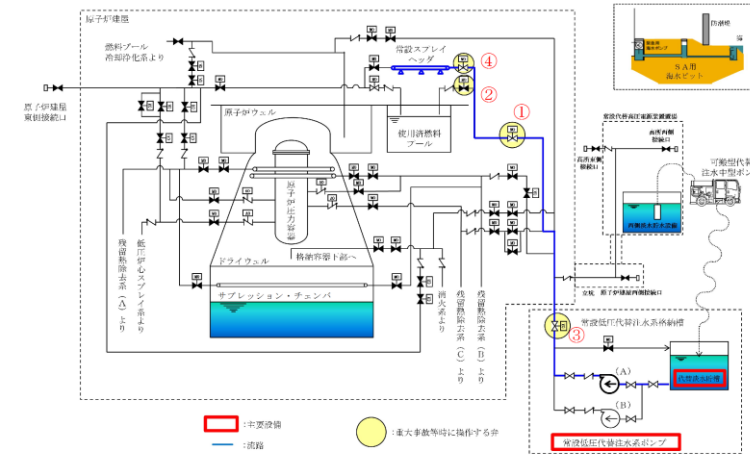 原子炉建屋
燃料プール
冷却浄化系より
常設スプレイ
ヘッダ
④
②
①
原子炉建屋
東側接続口
原子炉ウェル
使用済燃料
プール
原子炉圧力容器
ドライウェル
格納容器下部へ
サプレッション・チェンバ
残留熱除去系(A)より
低圧炉心スプレイ系より
消火系より
残留熱除去系(C)より
残留熱除去系(B)より
防潮堤
海
SA用
海水ピット
常設代替高圧電源装置置場
高所西側
接続口
高所東側
接続口
可搬型代替
注水中型ポン
西側淡水貯水設備
立坑
原子炉建屋西側接続口
③
常設低圧代替注水系格納槽
(A)
(B)
代替淡水貯槽
常設低圧代替注水系ポンプ
:主要設備
:流路
:重大事故等時に操作する弁